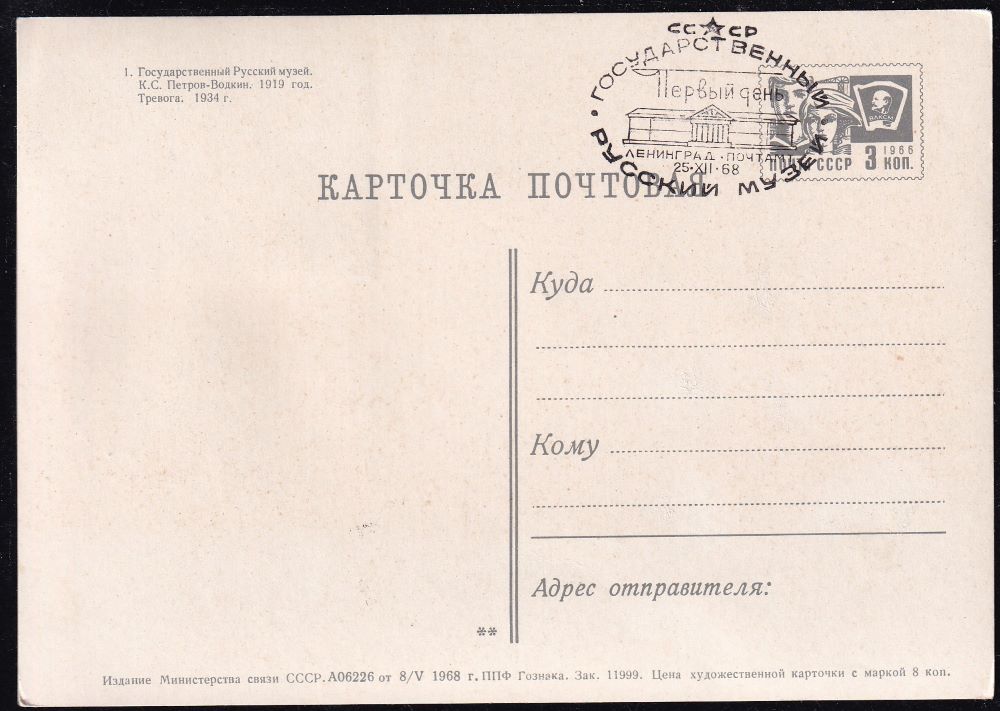 1. Государственный Русский музей.
К.С. Петров-Водкин. 1919 год.
Тревога. 1934 г.
СССР
ГОСУДАРСТВЕННЫЙ · РУССКИЙ МУЗЕЙ ·
Первый день
ЛЕНИНГРАД · ПОЧТАМТ
25·XII·68
ВЛКСМ
1966
ПОЧТА СССР 3 КОП.
КАРТОЧКА ПОЧТОВАЯ
Куда
Кому
Адрес отправителя:
**
Издание Министерства связи СССР. А06226 от 8/V 1968 г. ППФ Гознака. Зак. 11999. Цена художественной карточки с маркой 8 коп.